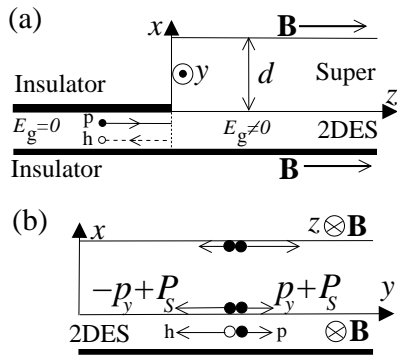 (a)
x
B
Insulator
y
d
Super
z
E_g=0
p
h
E_g≠0
2DES
Insulator
B
(b)
x
z⊗B
−p_y+P_S
p_y+P_S
y
2DES
h
p
⊗B